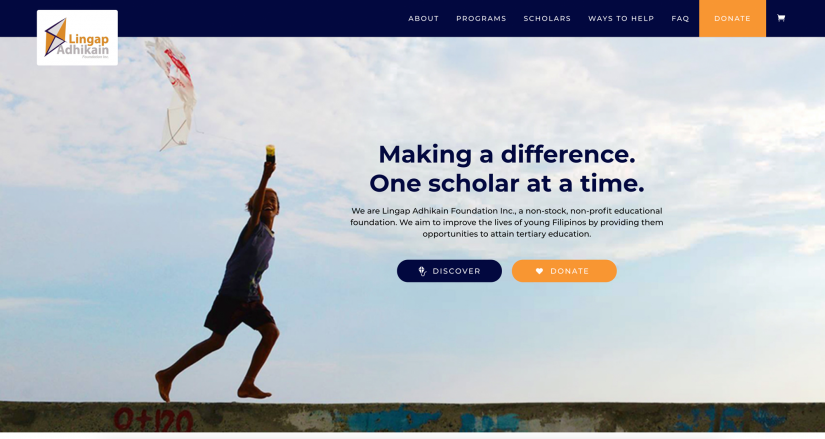 Lingap
Adhikain
Foundation Inc.
ABOUT PROGRAMS SCHOLARS WAYS TO HELP FAQ DONATE
Making a difference.
One scholar at a time.
We are Lingap Adhikain Foundation Inc., a non-stock, non-profit educational
foundation. We aim to improve the lives of young Filipinos by providing them
opportunities to attain tertiary education.
DISCOVER DONATE
0+120